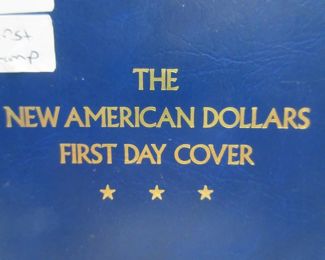 THE
NEW AMERICAN DOLLARS
FIRST DAY COVER